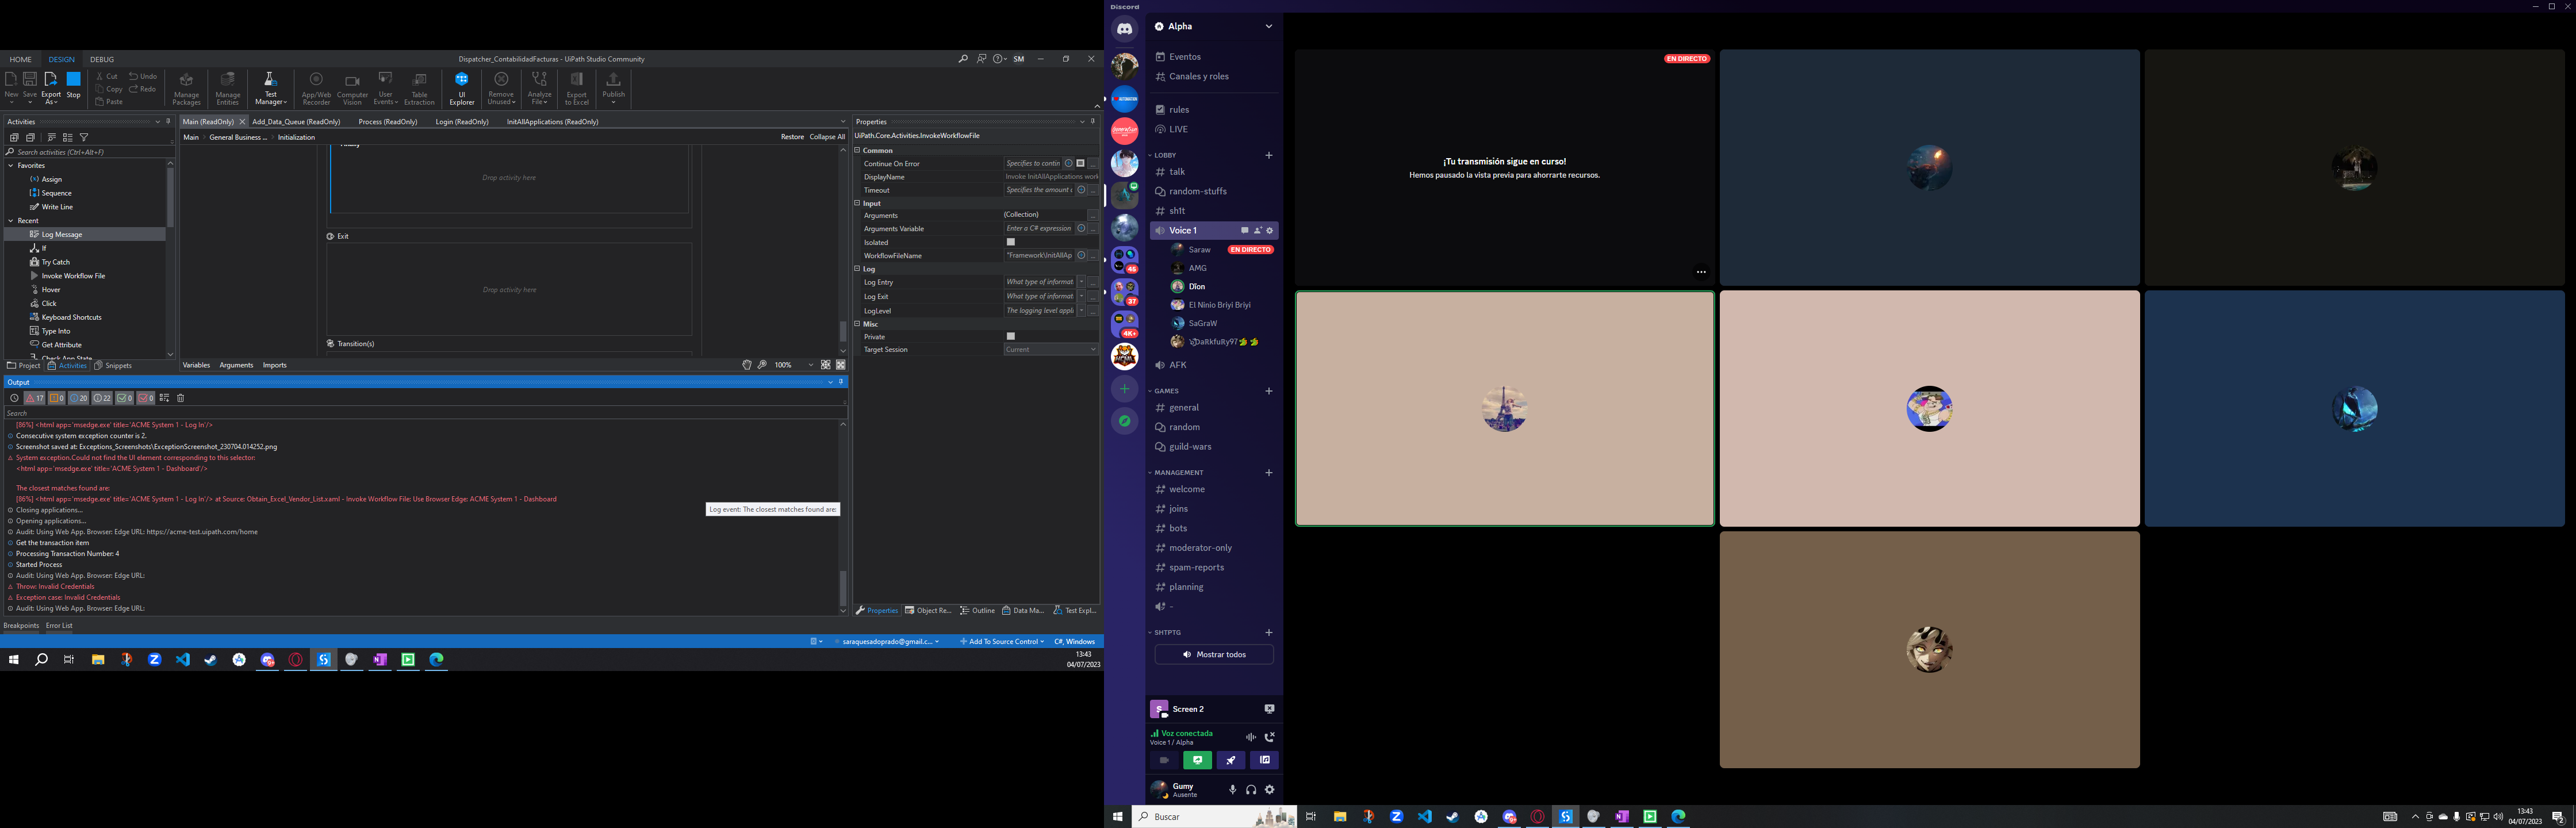 HOME DESIGN DEBUG
Dispatcher_ContabilidadFacturas - UiPath Studio Community
SM
New Save Export As Stop
Cut Copy Paste Undo Redo
Manage Packages
Manage Entities
Test Manager
App/Web Recorder
Computer Vision
User Events
Table Extraction
UI Explorer
Remove Unused
Analyze File
Export to Excel
Publish
Activities
Search activities (Ctrl+Alt+F)
Favorites
Assign
Sequence
Write Line
Recent
Log Message
If
Try Catch
Invoke Workflow File
Hover
Click
Keyboard Shortcuts
Type Into
Get Attribute
Check App State
Project Activities Snippets
Main (ReadOnly) Add_Data_Queue (ReadOnly) Process (ReadOnly) Login (ReadOnly) InitAllApplications (ReadOnly)
Main General Business ... Initialization
Restore Collapse All
Drop activity here
Exit
Drop activity here
Transition(s)
Variables Arguments Imports
100%
Properties
UiPath.Core.Activities.InvokeWorkflowFile
Common
Continue On Error Specifies to contin
DisplayName Invoke InitAllApplications work
Timeout Specifies the amount o
Input
Arguments (Collection)
Arguments Variable Enter a C# expression
Isolated
WorkflowFileName "Framework\InitAllAp
Log
Log Entry What type of informat
Log Exit What type of informat
LogLevel The logging level appli
Misc
Private
Target Session Current
Properties Object Re... Outline Data Ma... Test Expl...
Output
17 0 20 22 0 0
Search
[86%] <html app='msedge.exe' title='ACME System 1 - Log In'/>
Consecutive system exception counter is 2.
Screenshot saved at: Exceptions_Screenshots\ExceptionScreenshot_230704.014252.png
System exception.Could not find the UI element corresponding to this selector:
<html app='msedge.exe' title='ACME System 1 - Dashboard'/>
The closest matches found are:
[86%] <html app='msedge.exe' title='ACME System 1 - Log In'/> at Source: Obtain_Excel_Vendor_List.xaml - Invoke Workflow File: Use Browser Edge: ACME System 1 - Dashboard
Log event: The closest matches found are:
Closing applications...
Opening applications...
Audit: Using Web App. Browser: Edge URL: https://acme-test.uipath.com/home
Get the transaction item
Processing Transaction Number: 4
Started Process
Audit: Using Web App. Browser: Edge URL:
Throw: Invalid Credentials
Exception case: Invalid Credentials
Audit: Using Web App. Browser: Edge URL:
Breakpoints Error List
saraquesadoprado@gmail.c...
Add To Source Control
C#, Windows
13:43
04/07/2023
Discord
Alpha
Eventos
Canales y roles
rules
LIVE
LOBBY
talk
random-stuffs
sh1t
Voice 1
Saraw EN DIRECTO
AMG
Dïon
El Ninio Briyi Briyi
SaGraW
DaRkfuRy97
AFK
GAMES
general
random
guild-wars
MANAGEMENT
welcome
joins
bots
moderator-only
spam-reports
planning
-
SHTPTG
Mostrar todos
45
37
4K+
S
Screen 2
Voz conectada
Voice 1 / Alpha
Gumy
Ausente
EN DIRECTO
¡Tu transmisión sigue en curso!
Hemos pausado la vista previa para ahorrarte recursos.
Buscar
13:43
04/07/2023
2